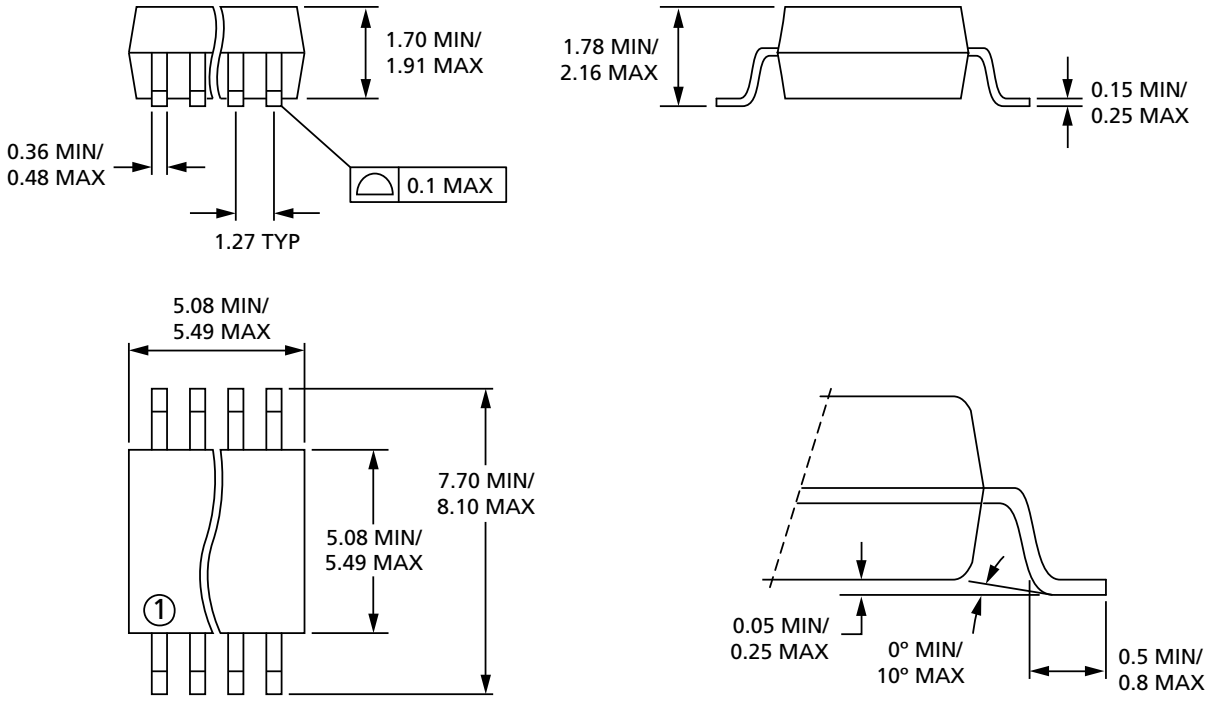 1.70 MIN/
1.91 MAX
1.78 MIN/
2.16 MAX
0.15 MIN/
0.25 MAX
0.36 MIN/
0.48 MAX
0.1 MAX
1.27 TYP
5.08 MIN/
5.49 MAX
7.70 MIN/
8.10 MAX
5.08 MIN/
5.49 MAX
1
0.05 MIN/
0.25 MAX
0º MIN/
10º MAX
0.5 MIN/
0.8 MAX